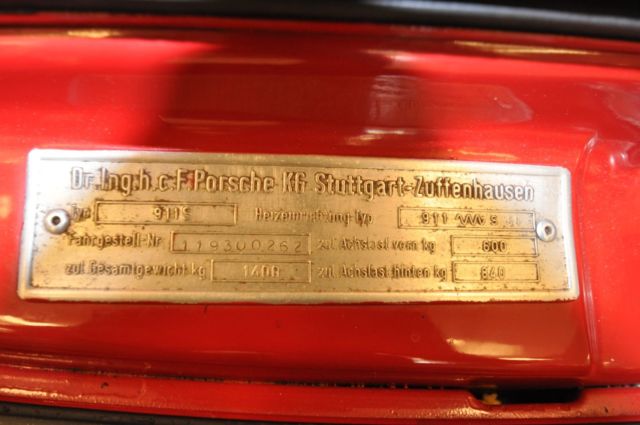 Dr.Ing.h.c.F.Porsche KG Stuttgart-Zuffenhausen
Typ 911S Heizeinrichtung Typ 911
Fahrgestell-Nr. 119300262 zul. Achslast vorn kg 600
zul. Gesamtgewicht kg 1400 zul. Achslast hinten kg 840